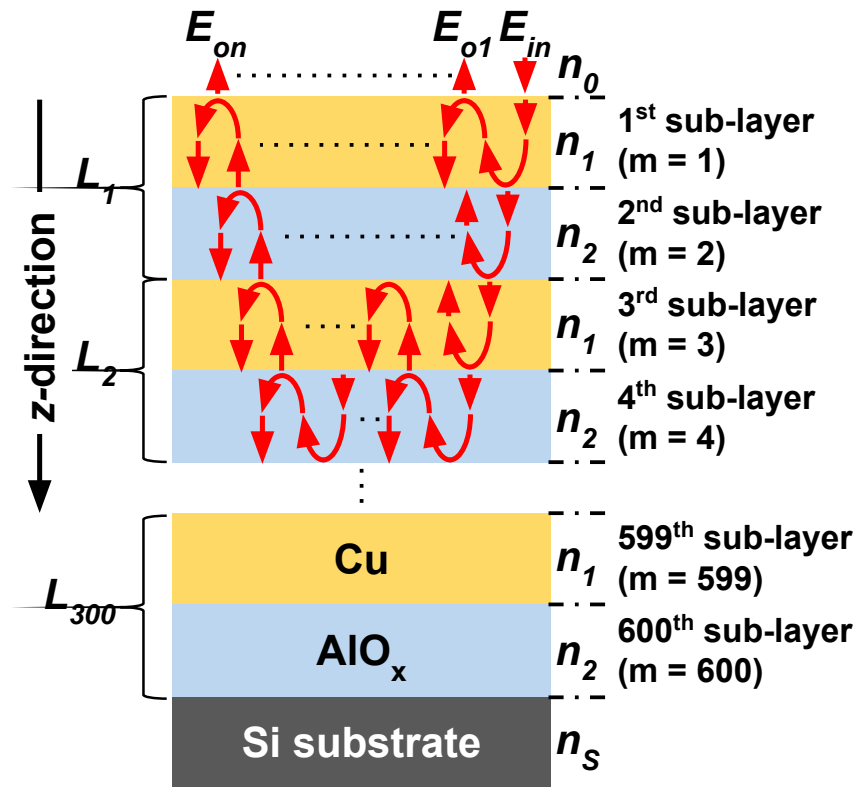 E_on E_o1 E_in
n_0
1st sub-layer
(m = 1)
n_1
L_1
2nd sub-layer
(m = 2)
n_2
z-direction
3rd sub-layer
(m = 3)
n_1
L_2
4th sub-layer
(m = 4)
n_2
Cu
n_1
599th sub-layer
(m = 599)
L_300
AlO_x
n_2
600th sub-layer
(m = 600)
Si substrate
n_S